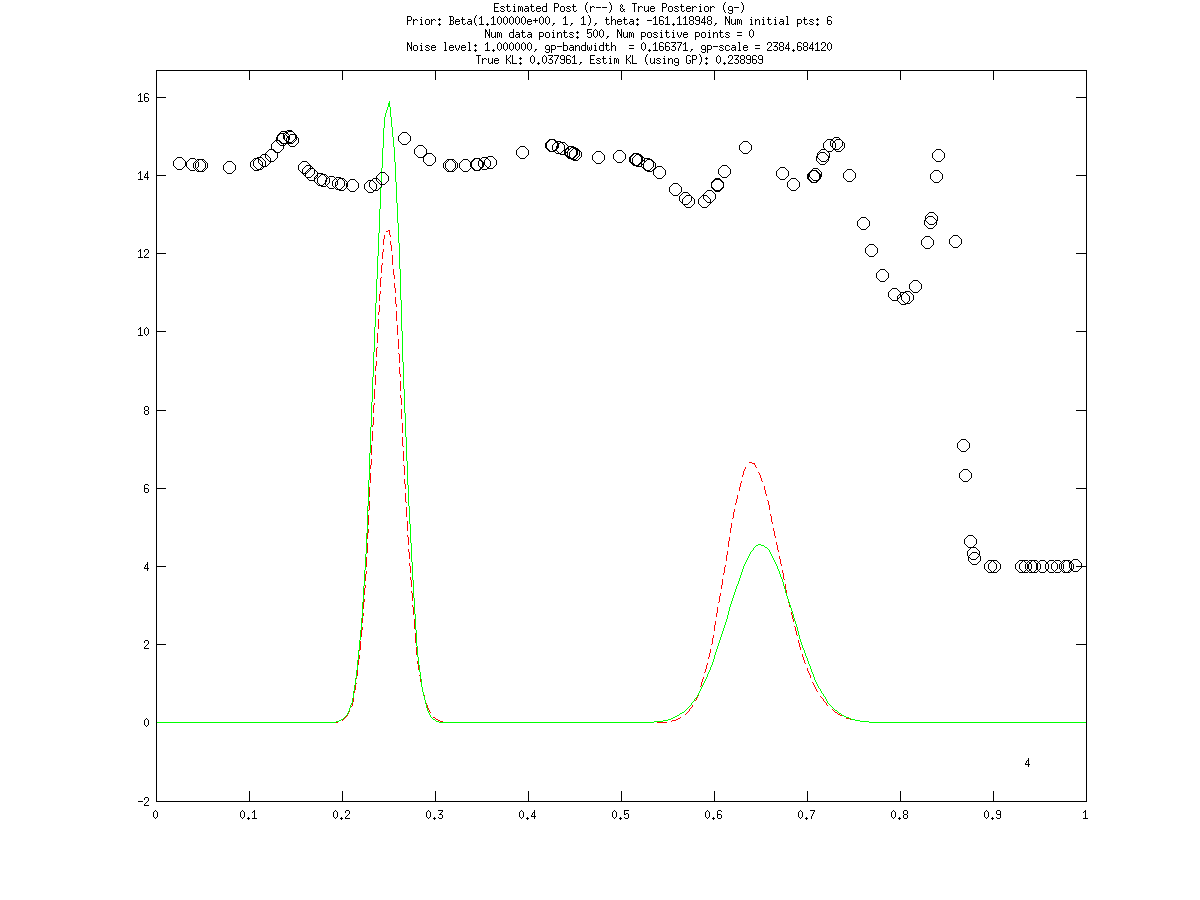 Estimated Post (r--) & True Posterior (g-)
Prior: Beta(1.100000e+00, 1, 1), theta: -161.118948, Num initial pts: 6
Num data points: 500, Num positive points = 0
Noise level: 1.000000, gp-bandwidth  = 0.166371, gp-scale = 2384.684120
True KL: 0.037961, Estim KL (using GP): 0.238969
16
14
12
10
8
6
4
2
0
4
-2
0 0.1 0.2 0.3 0.4 0.5 0.6 0.7 0.8 0.9 1